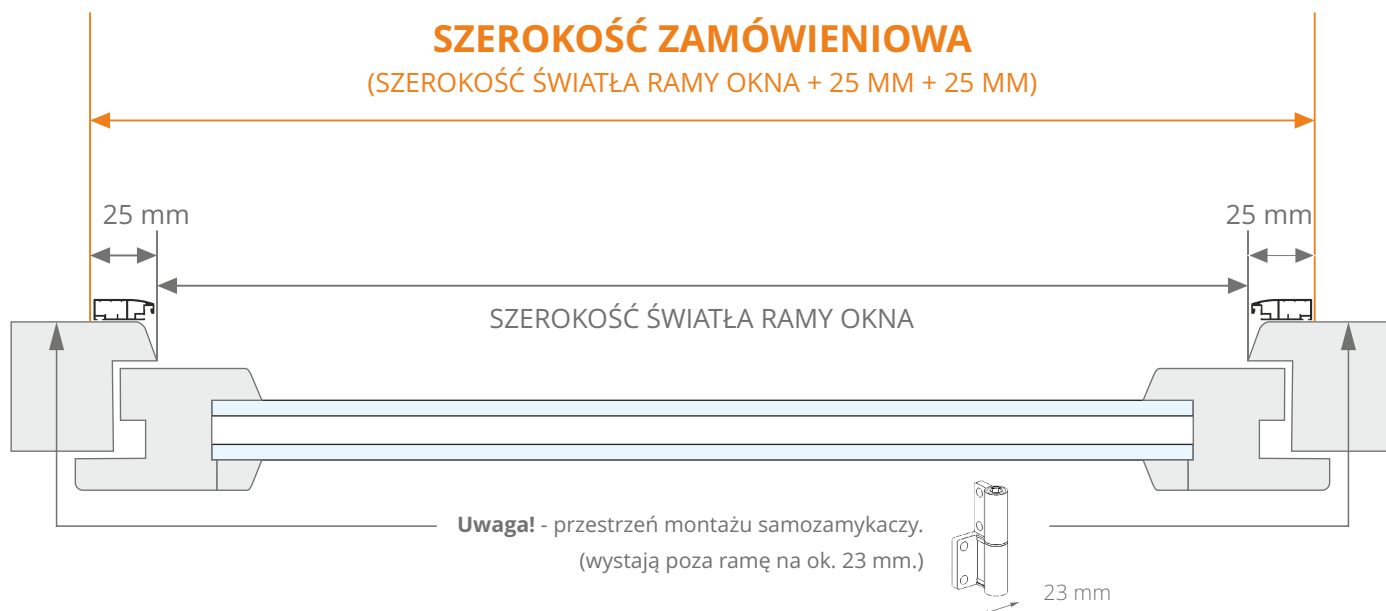 SZEROKOŚĆ ZAMÓWIENIOWA
(SZEROKOŚĆ ŚWIATŁA RAMY OKNA + 25 MM + 25 MM)
25 mm
25 mm
SZEROKOŚĆ ŚWIATŁA RAMY OKNA
Uwaga! - przestrzeń montażu samozamykaczy.
(wystają poza ramę na ok. 23 mm.)
23 mm